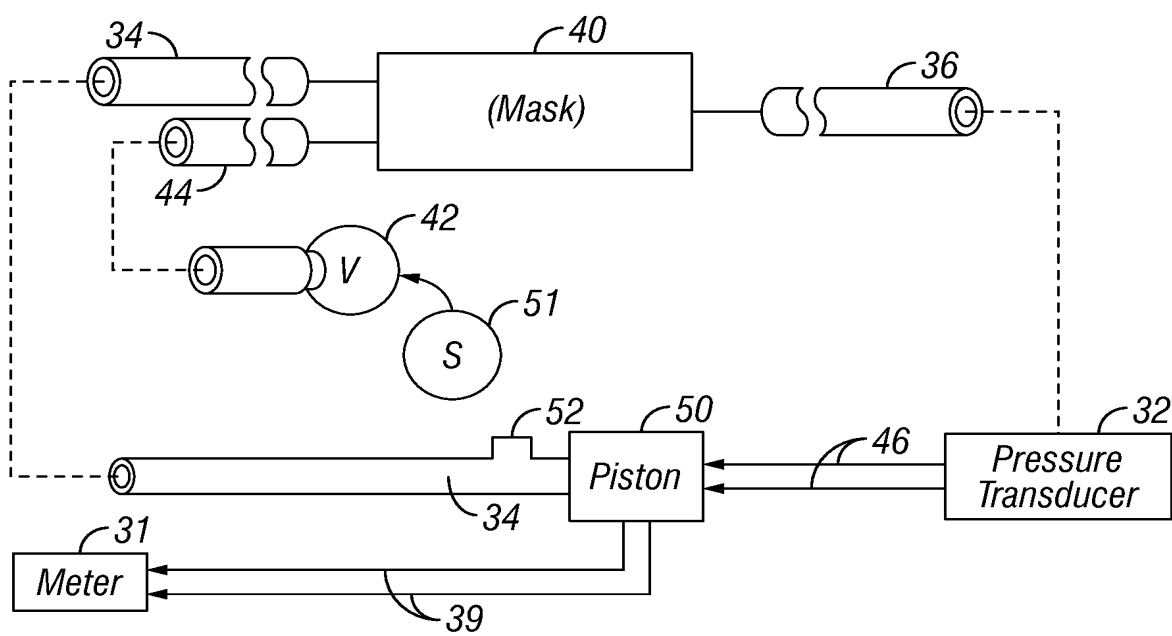 34
40
36
(Mask)
44
42
V
51
S
52
50
32
46
Piston
Pressure
Transducer
34
31
Meter
39